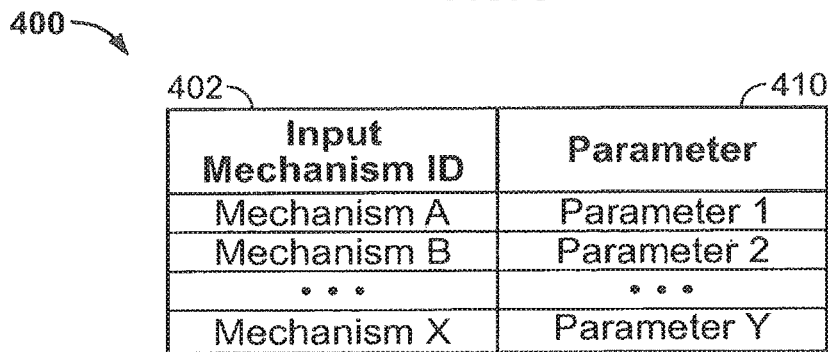 400
402
410
Input
Mechanism ID
Parameter
Mechanism A
Parameter 1
Mechanism B
Parameter 2
• • •
• • •
Mechanism X
Parameter Y